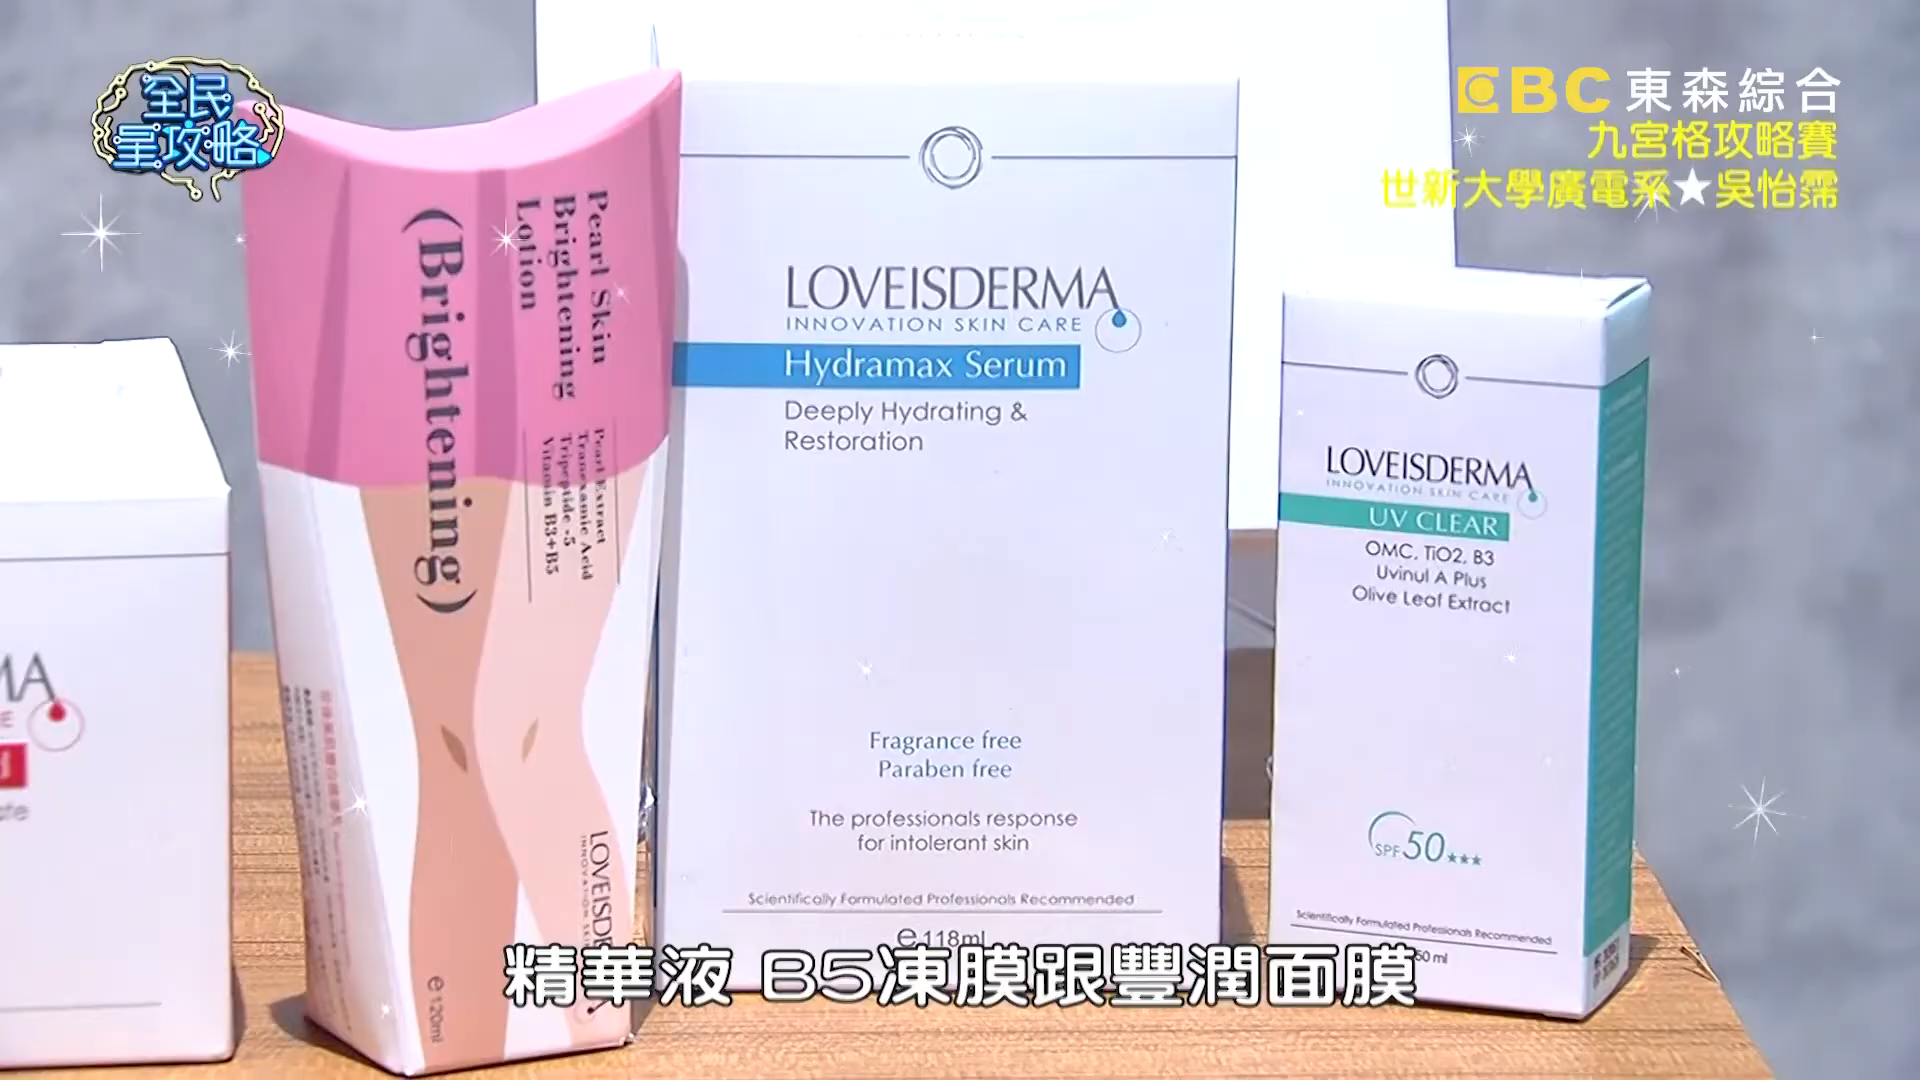 全民
星攻略
EBC 東森綜合
九宮格攻略賽
世新大學廣電系★吳怡霈
Pearl Skin
Brightening
Lotion
(Brightening)
Pearl Extract
Tranexamic Acid
Tripeptide -5
Vitamin B3+B5
e 120ml
LOVEISDERMA
INNOVATION SKIN CARE
Hydramax Serum
Deeply Hydrating &
Restoration
Fragrance free
Paraben free
The professionals response
for intolerant skin
Scientifically Formulated Professionals Recommended
e 118ml
LOVEISDERMA
INNOVATION SKIN CARE
UV CLEAR
OMC, TiO2, B3
Uvinul A Plus
Olive Leaf Extract
SPF 50★★★
Scientifically Formulated Professionals Recommended
50 ml
精華液 B5凍膜跟豐潤面膜